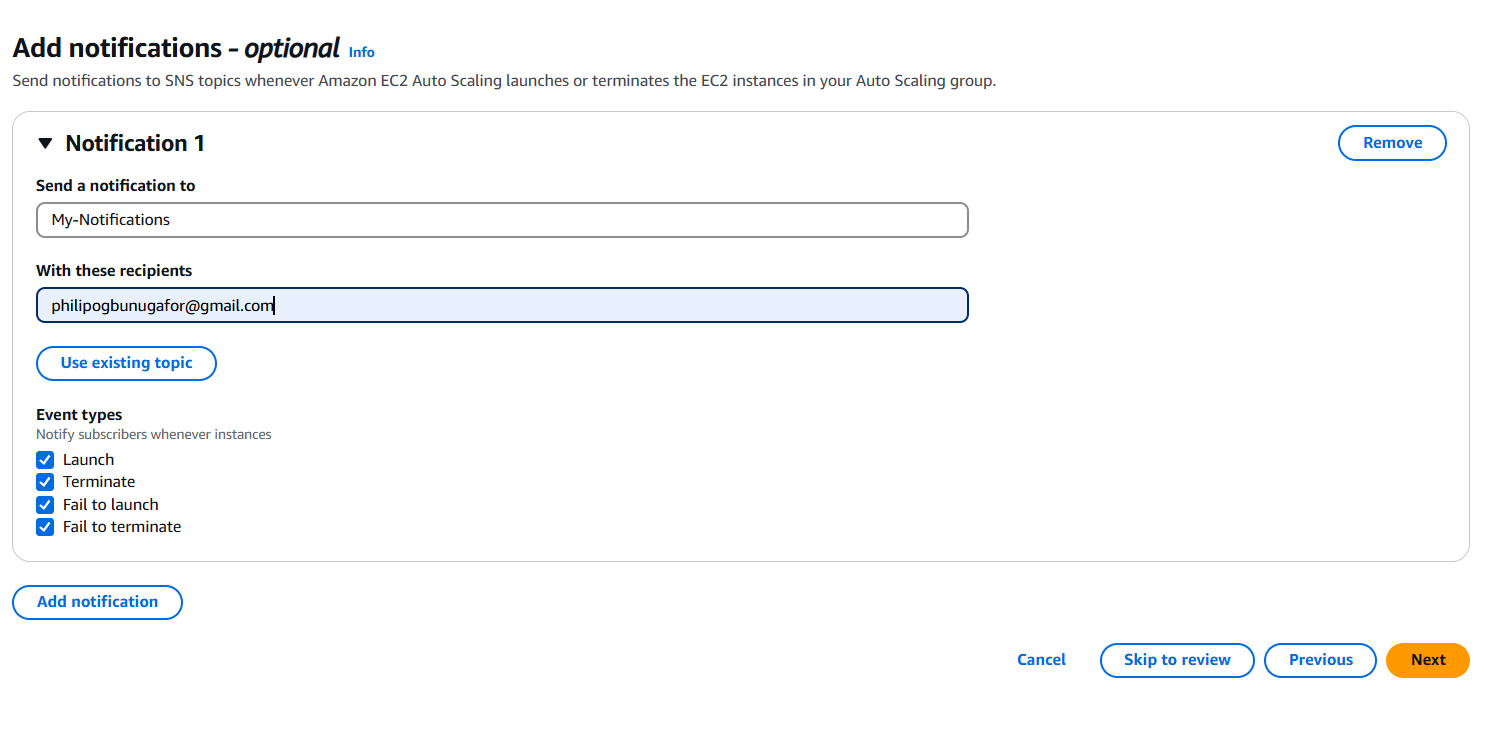 Add notifications - optional Info
Send notifications to SNS topics whenever Amazon EC2 Auto Scaling launches or terminates the EC2 instances in your Auto Scaling group.
Notification 1
Remove
Send a notification to
My-Notifications
With these recipients
philipogbunugafor@gmail.com
Use existing topic
Event types
Notify subscribers whenever instances
Launch
Terminate
Fail to launch
Fail to terminate
Add notification
Cancel Skip to review Previous Next